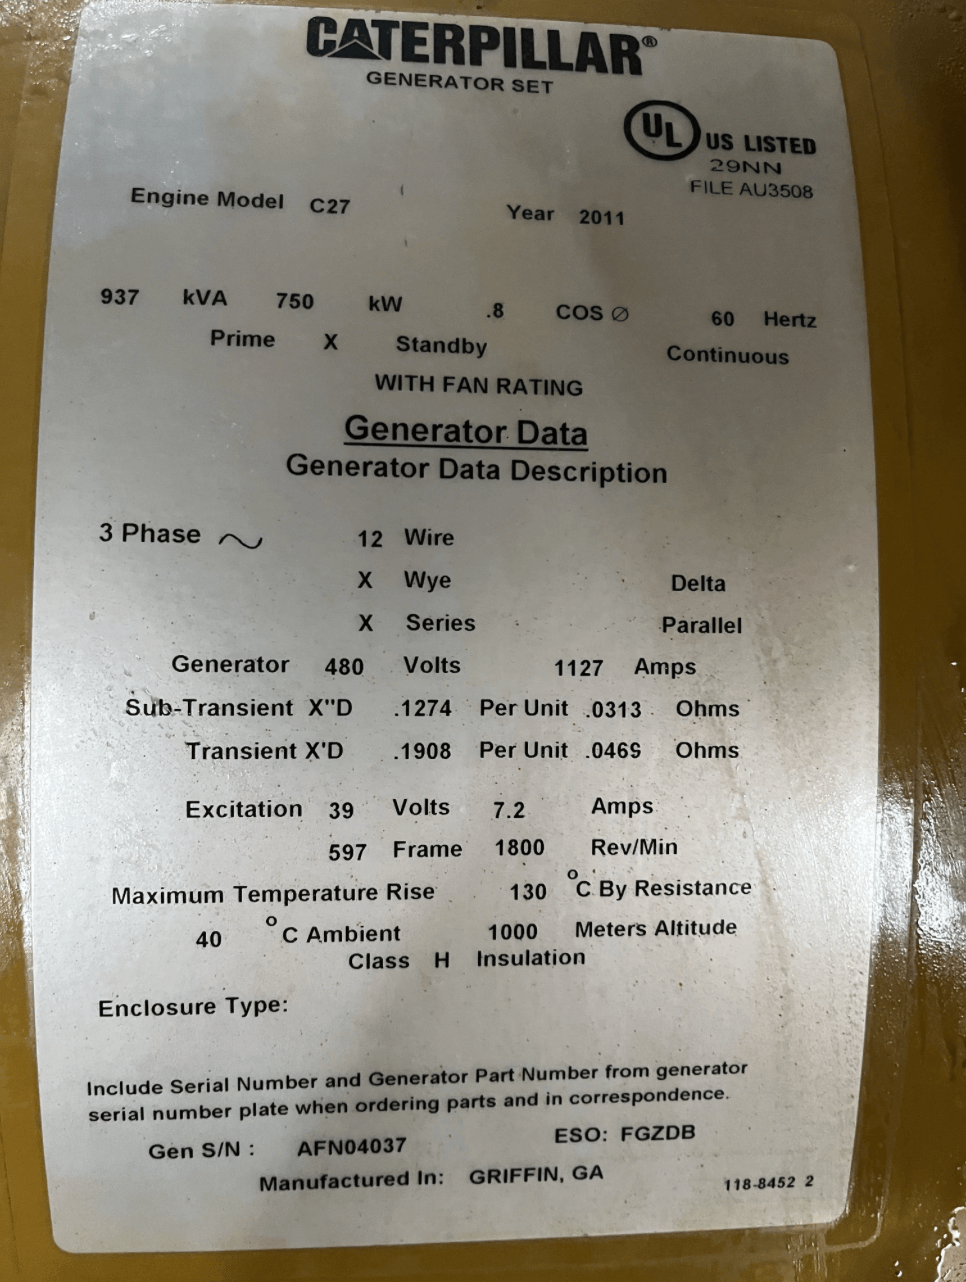 CATERPILLAR®
GENERATOR SET
UL US LISTED
29NN
FILE AU3508
Engine Model C27 Year 2011
937 kVA 750 kW .8 COS Ø 60 Hertz
Prime X Standby Continuous
WITH FAN RATING
Generator Data
Generator Data Description
3 Phase ~ 12 Wire
X Wye Delta
X Series Parallel
Generator 480 Volts 1127 Amps
Sub-Transient X"D .1274 Per Unit .0313 Ohms
Transient X'D .1908 Per Unit .0469 Ohms
Excitation 39 Volts 7.2 Amps
597 Frame 1800 Rev/Min
Maximum Temperature Rise 130 °C By Resistance
40 °C Ambient 1000 Meters Altitude
Class H Insulation
Enclosure Type:
Include Serial Number and Generator Part Number from generator
serial number plate when ordering parts and in correspondence.
Gen S/N : AFN04037 ESO: FGZDB
Manufactured In: GRIFFIN, GA 118-8452 2